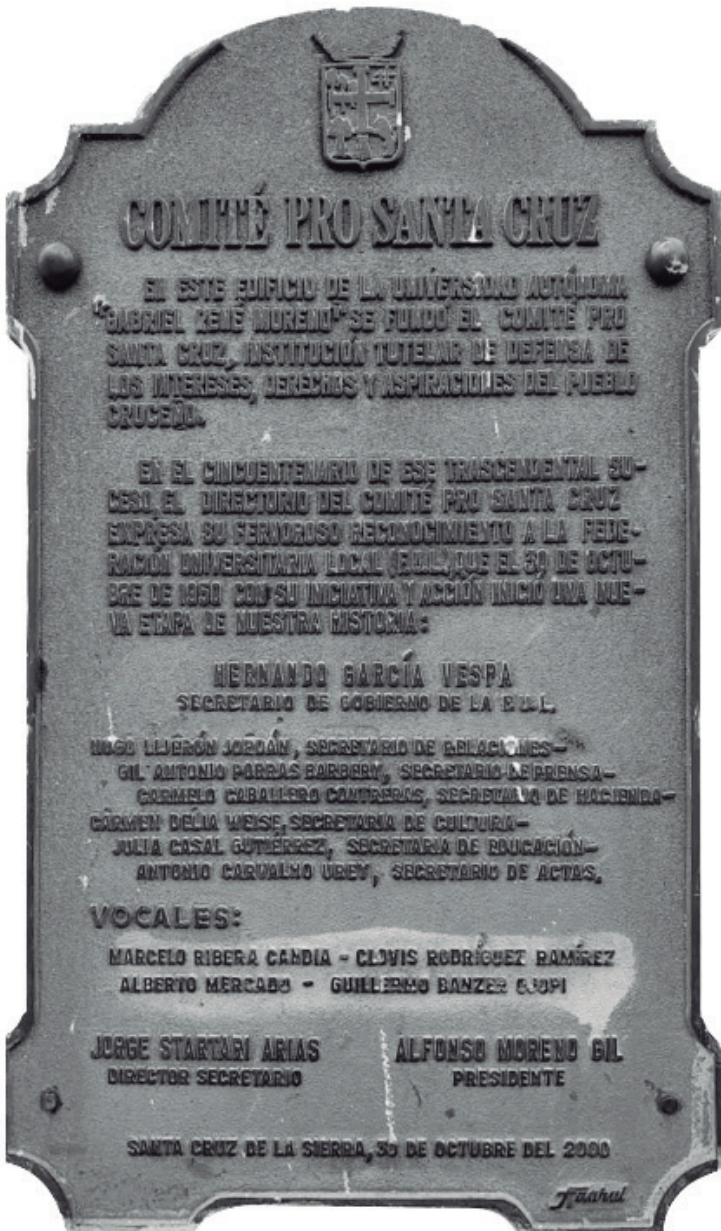 COMITÉ PRO SANTA CRUZ
EN ESTE EDIFICIO DE LA UNIVERSIDAD AUTÓNOMA
"GABRIEL RENÉ MORENO" SE FUNDÓ EL COMITÉ PRO
SANTA CRUZ, INSTITUCIÓN TUTELAR DE DEFENSA DE
LOS INTERESES, DERECHOS Y ASPIRACIONES DEL PUEBLO
CRUCEÑO.
EN EL CINCUENTENARIO DE ESE TRASCENDENTAL SU-
CESO, EL DIRECTORIO DEL COMITÉ PRO SANTA CRUZ
EXPRESA SU FERVOROSO RECONOCIMIENTO A LA FEDE-
RACIÓN UNIVERSITARIA LOCAL (F.U.L.) QUE EL 30 DE OCTU-
BRE DE 1950 CON SU INICIATIVA Y ACCIÓN INICIÓ UNA NUE-
VA ETAPA DE NUESTRA HISTORIA:
HERNANDO GARCÍA VESPA
SECRETARIO DE GOBIERNO DE LA F.U.L.
HUGO LIJERÓN JORDÁN, SECRETARIO DE RELACIONES-
GIL ANTONIO PORRAS BARBERY, SECRETARIO DE PRENSA-
CARMELO CABALLERO CONTRERAS, SECRETARIO DE HACIENDA-
CARMEN DELIA WEISE, SECRETARIA DE CULTURA-
JULIA CASAL GUTIÉRREZ, SECRETARIA DE EDUCACIÓN-
ANTONIO CARVALHO UREY, SECRETARIO DE ACTAS.
VOCALES:
MARCELO RIBERA CANDIA - CLOVIS RODRÍGUEZ RAMÍREZ
ALBERTO MERCADO - GUILLERMO BANZER OJOPI
JORGE STARTARI ARIAS ALFONSO MORENO GIL
DIRECTOR SECRETARIO PRESIDENTE
SANTA CRUZ DE LA SIERRA, 30 DE OCTUBRE DEL 2000